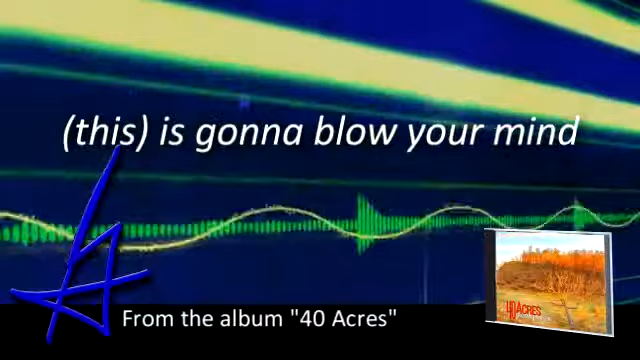 (this) is gonna blow your mind
From the album "40 Acres"
40 ACRES